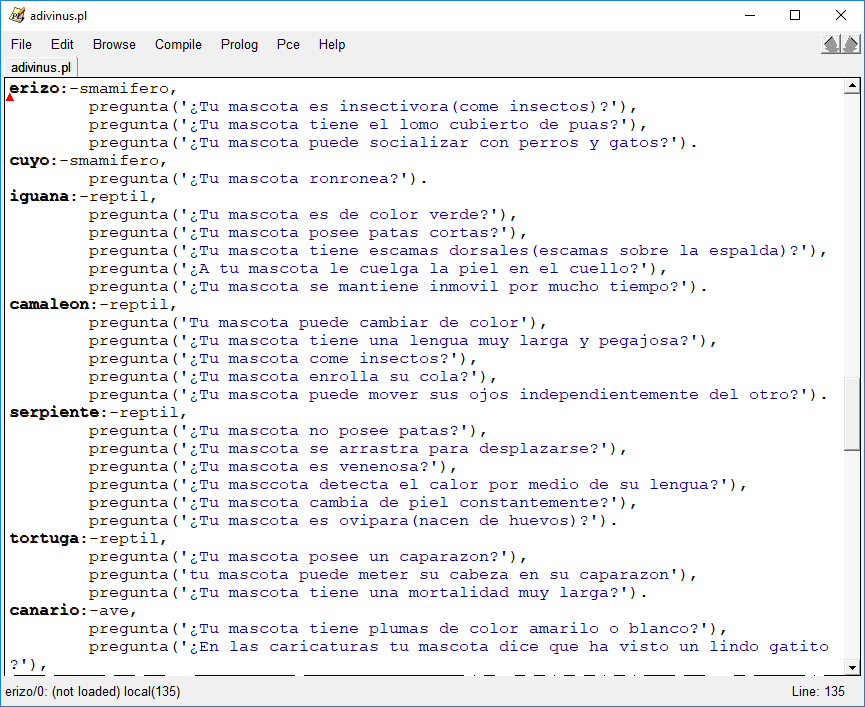 adivinus.pl
File Edit Browse Compile Prolog Pce Help
adivinus.pl
erizo:-smamifero,
pregunta('¿Tu mascota es insectivora(come insectos)?'),
pregunta('¿Tu mascota tiene el lomo cubierto de puas?'),
pregunta('¿Tu mascota puede socializar con perros y gatos?').
cuyo:-smamifero,
pregunta('¿Tu mascota ronronea?').
iguana:-reptil,
pregunta('¿Tu mascota es de color verde?'),
pregunta('¿Tu mascota posee patas cortas?'),
pregunta('¿Tu mascota tiene escamas dorsales(escamas sobre la espalda)?'),
pregunta('¿A tu mascota le cuelga la piel en el cuello?'),
pregunta('¿Tu mascota se mantiene inmovil por mucho tiempo?').
camaleon:-reptil,
pregunta('Tu mascota puede cambiar de color'),
pregunta('¿Tu mascota tiene una lengua muy larga y pegajosa?'),
pregunta('¿Tu mascota come insectos?'),
pregunta('¿Tu mascota enrolla su cola?'),
pregunta('¿Tu mascota puede mover sus ojos independientemente del otro?').
serpiente:-reptil,
pregunta('¿Tu mascota no posee patas?'),
pregunta('¿Tu mascota se arrastra para desplazarse?'),
pregunta('¿Tu mascota es venenosa?'),
pregunta('¿Tu masccota detecta el calor por medio de su lengua?'),
pregunta('¿Tu mascota cambia de piel constantemente?'),
pregunta('¿Tu mascota es ovipara(nacen de huevos)?').
tortuga:-reptil,
pregunta('¿Tu mascota posee un caparazon?'),
pregunta('tu mascota puede meter su cabeza en su caparazon'),
pregunta('¿Tu mascota tiene una mortalidad muy larga?').
canario:-ave,
pregunta('¿Tu mascota tiene plumas de color amarilo o blanco?'),
pregunta('¿En las caricaturas tu mascota dice que ha visto un lindo gatito
?'),
erizo/0: (not loaded) local(135) Line: 135